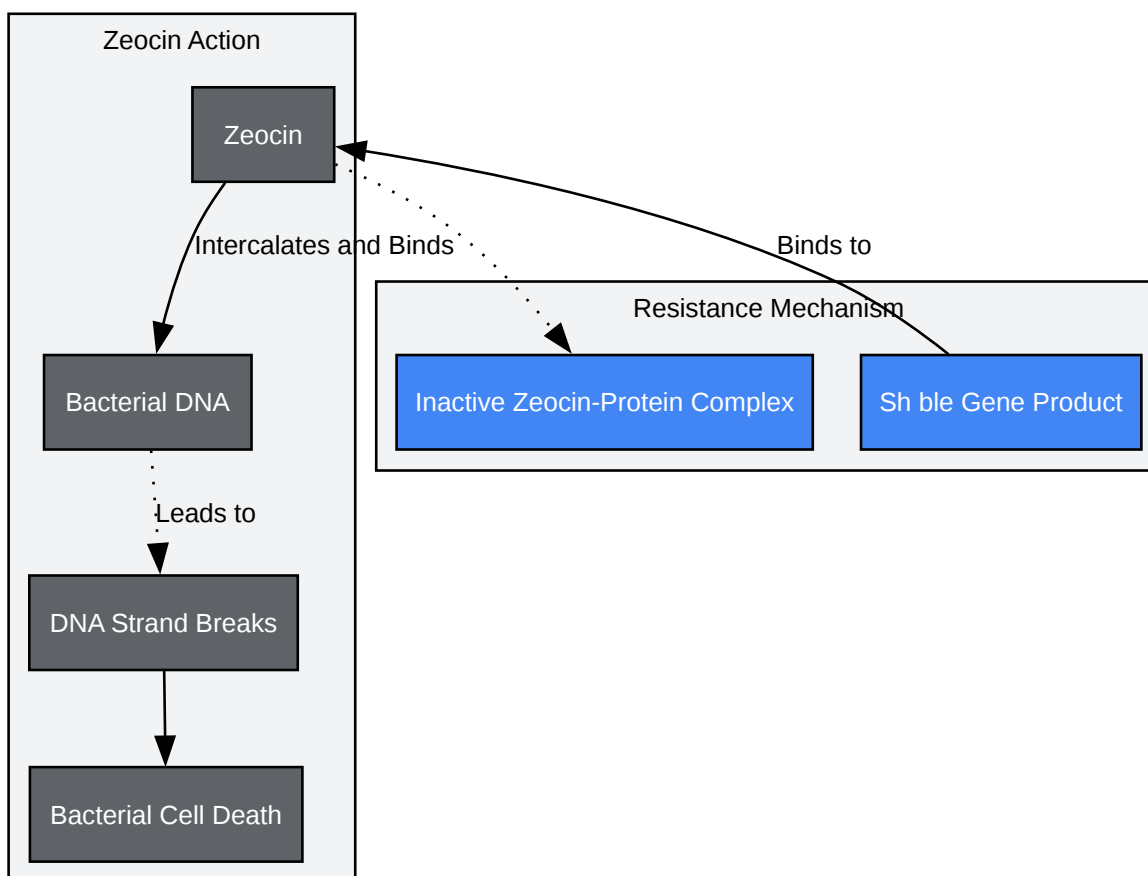 Zeocin Action
Zeocin
Intercalates and Binds
Binds to
Resistance Mechanism
Bacterial DNA
Inactive Zeocin-Protein Complex
Sh ble Gene Product
Leads to
DNA Strand Breaks
Bacterial Cell Death